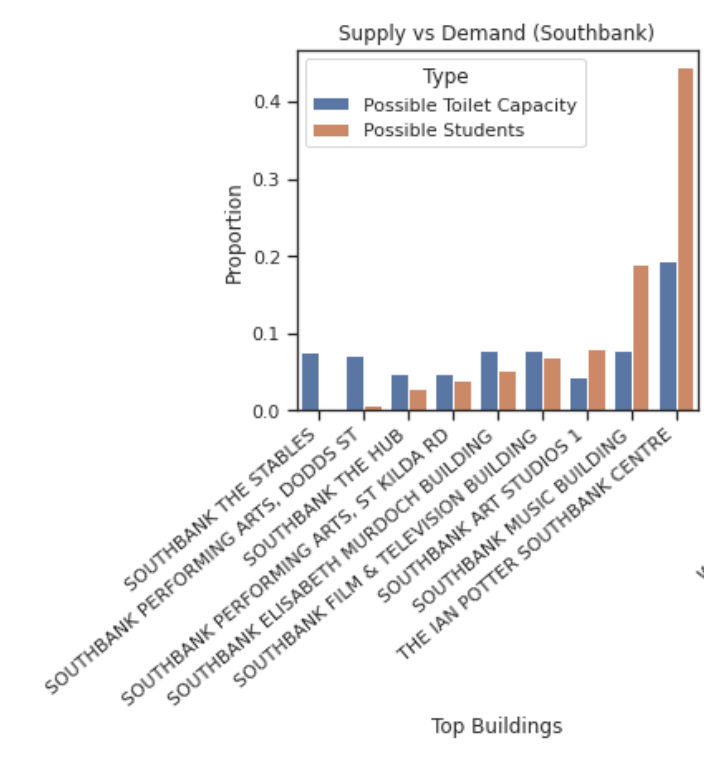 Supply vs Demand (Southbank)
Type
Possible Toilet Capacity
Possible Students
Proportion
0.4
0.3
0.2
0.1
0.0
SOUTHBANK THE STABLES
SOUTHBANK PERFORMING ARTS, DODDS ST
SOUTHBANK THE HUB
SOUTHBANK PERFORMING ARTS, ST KILDA RD
SOUTHBANK ELISABETH MURDOCH BUILDING
SOUTHBANK FILM & TELEVISION BUILDING
SOUTHBANK ART STUDIOS 1
SOUTHBANK MUSIC BUILDING
THE IAN POTTER SOUTHBANK CENTRE
Top Buildings